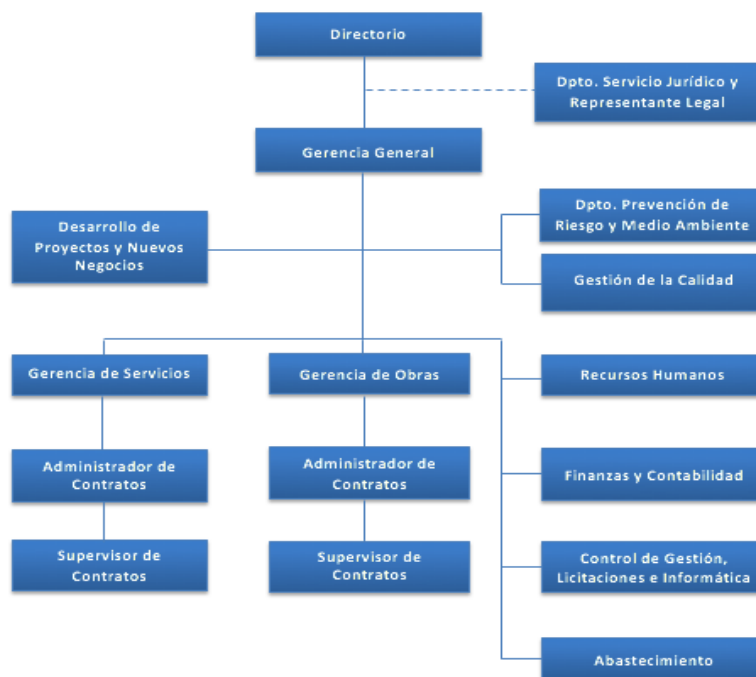 Directorio
Dpto. Servicio Jurídico y
Representante Legal
Gerencia General
Desarrollo de
Proyectos y Nuevos
Negocios
Dpto. Prevención de
Riesgo y Medio Ambiente
Gestión de la Calidad
Gerencia de Servicios
Gerencia de Obras
Recursos Humanos
Administrador de
Contratos
Administrador de
Contratos
Finanzas y Contabilidad
Supervisor de
Contratos
Supervisor de
Contratos
Control de Gestión,
Licitaciones e Informática
Abastecimiento